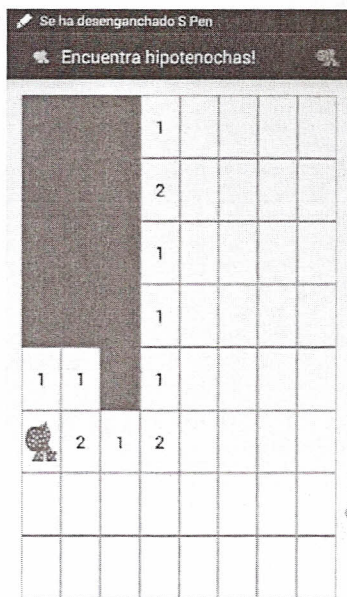 Se ha desenganchado S Pen
Encuentra hipotenochas!
1
2
1
1
1 1 1
2 1 2